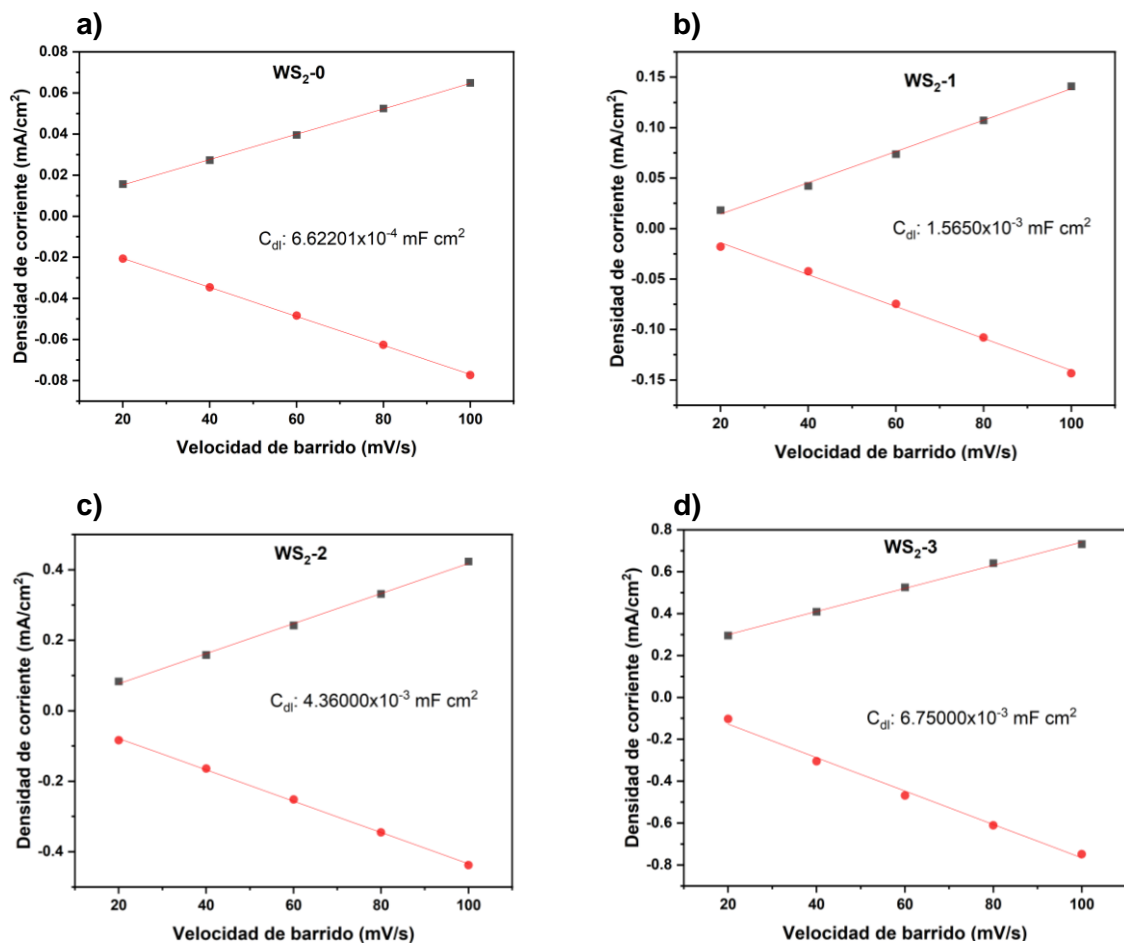 a)
WS₂-0
Densidad de corriente (mA/cm²)
0.08
0.06
0.04
0.02
0.00
-0.02
-0.04
-0.06
-0.08
C_dl: 6.62201x10⁻⁴ mF cm²
20 40 60 80 100
Velocidad de barrido (mV/s)
b)
WS₂-1
Densidad de corriente (mA/cm²)
0.15
0.10
0.05
0.00
-0.05
-0.10
-0.15
C_dl: 1.5650x10⁻³ mF cm²
20 40 60 80 100
Velocidad de barrido (mV/s)
c)
WS₂-2
Densidad de corriente (mA/cm²)
0.4
0.2
0.0
-0.2
-0.4
C_dl: 4.36000x10⁻³ mF cm²
20 40 60 80 100
Velocidad de barrido (mV/s)
d)
WS₂-3
Densidad de corriente (mA/cm²)
0.8
0.6
0.4
0.2
0.0
-0.2
-0.4
-0.6
-0.8
C_dl: 6.75000x10⁻³ mF cm²
20 40 60 80 100
Velocidad de barrido (mV/s)